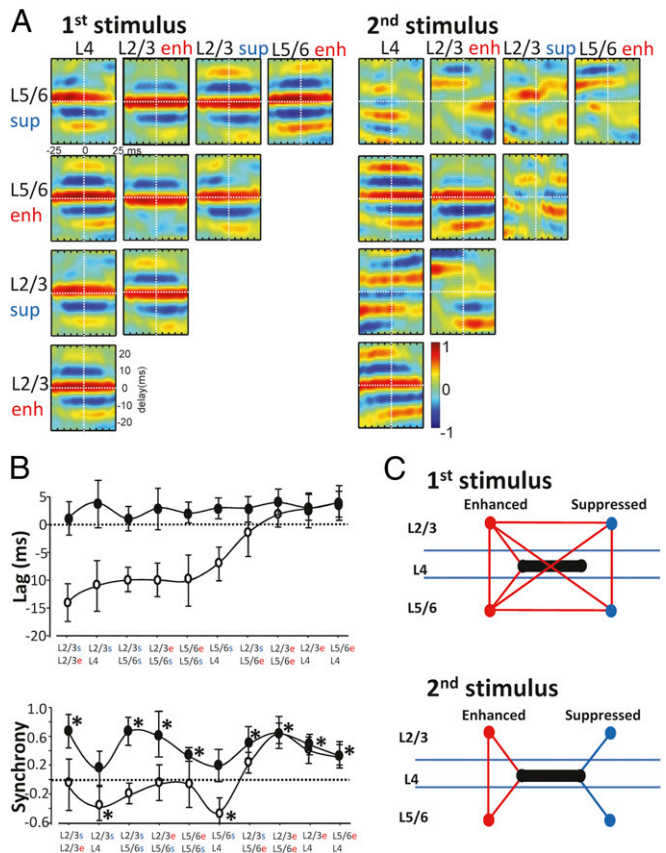 A
1st stimulus
L4 L2/3 enh L2/3 sup L5/6 enh
2nd stimulus
L4 L2/3 enh L2/3 sup L5/6 enh
L5/6
sup
-25 0 25 ms
L5/6
enh
L2/3
sup
L2/3
enh
20
10
0
-10
-20
delay(ms)
1
0
-1
B
Lag (ms)
5
0
-5
-10
-15
-20
L2/3s L2/3s L2/3s L2/3e L5/6e L5/6s L2/3s L2/3e L2/3e L5/6e
L2/3e L4 L5/6s L5/6s L5/6s L4 L5/6e L5/6e L4 L4
Synchrony
1.0
0.6
0.2
-0.2
-0.6
* * * * * * * * * *
L2/3s L2/3s L2/3s L2/3e L5/6e L5/6s L2/3s L2/3e L2/3e L5/6e
L2/3e L4 L5/6s L5/6s L5/6s L4 L5/6e L5/6e L4 L4
C
1st stimulus
Enhanced Suppressed
L2/3
L4
L5/6
2nd stimulus
Enhanced Suppressed
L2/3
L4
L5/6